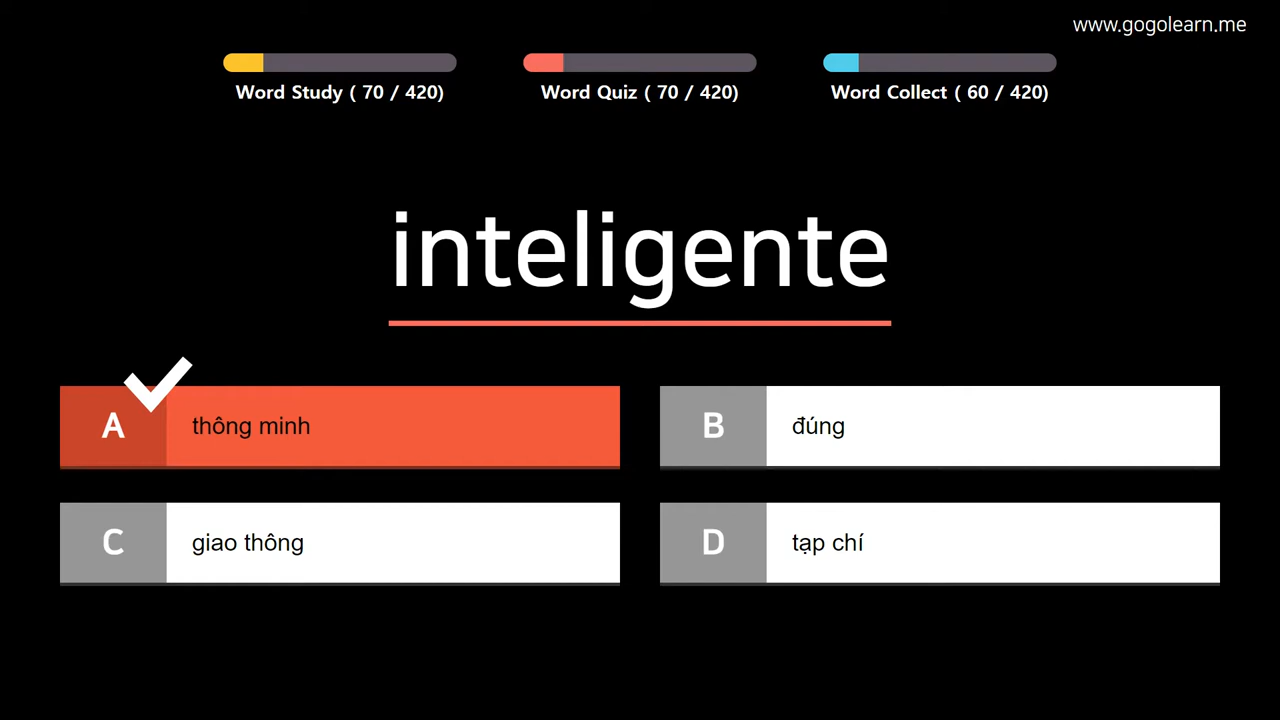 www.gogolearn.me
Word Study ( 70 / 420)
Word Quiz ( 70 / 420)
Word Collect ( 60 / 420)
inteligente
A thông minh
B đúng
C giao thông
D tạp chí